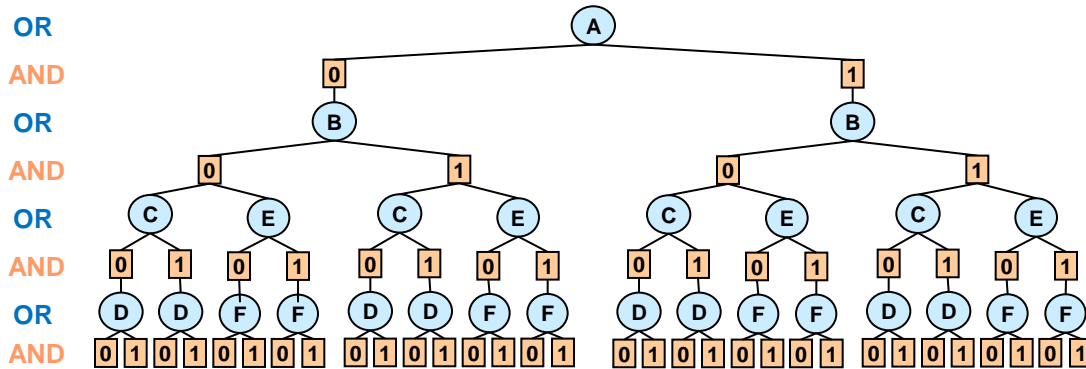 OR A
AND 0 1
OR B B
AND 0 1 0 1
OR C E C E C E C E
AND 0 1 0 1 0 1 0 1 0 1 0 1 0 1 0 1
OR D D F F D D F F D D F F D D F F
AND 0 1 0 1 0 1 0 1 0 1 0 1 0 1 0 1 0 1 0 1 0 1 0 1 0 1 0 1 0 1 0 1